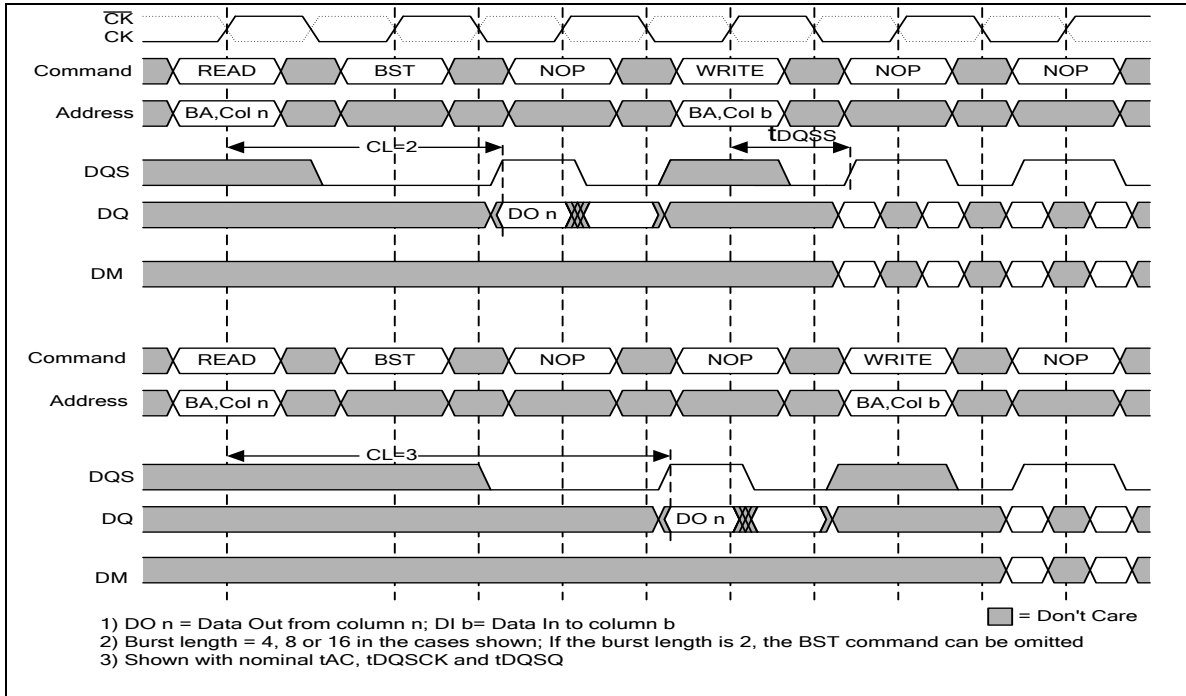 CK
CK
Command READ BST NOP WRITE NOP NOP
Address BA,Col n BA,Col b
CL=2 tDQSS
DQS
DQ DO n
DM
Command READ BST NOP NOP WRITE NOP
Address BA,Col n BA,Col b
CL=3
DQS
DQ DO n
DM
1) DO n = Data Out from column n; DI b= Data In to column b
= Don't Care
2) Burst length = 4, 8 or 16 in the cases shown; If the burst length is 2, the BST command can be omitted
3) Shown with nominal tAC, tDQSCK and tDQSQ